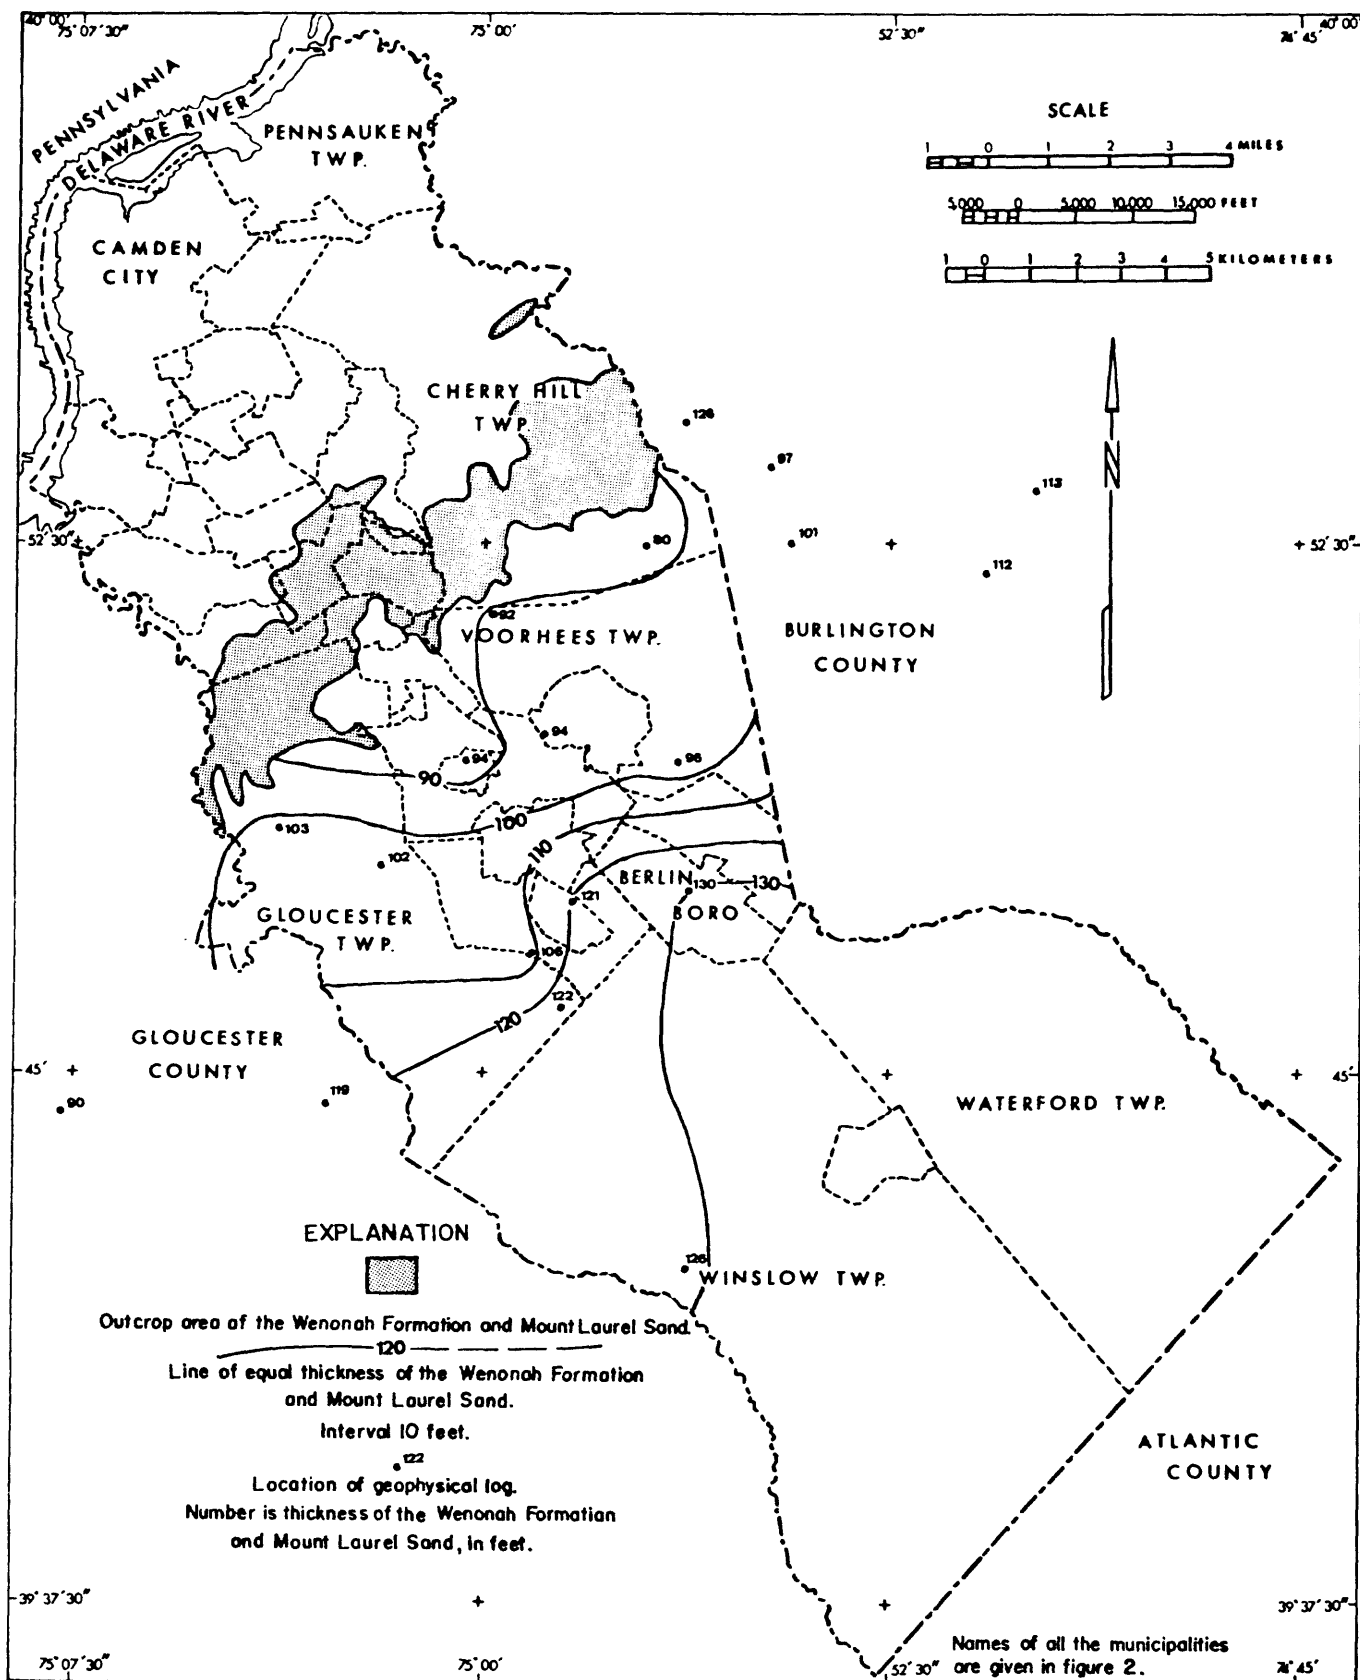 40° 00'
75° 07' 30"
75° 00'
52' 30"
74° 45'
40° 00'
PENNSYLVANIA
DELAWARE RIVER
PENNSAUKEN
TWP.
CAMDEN
CITY
SCALE
1 0 1 2 3 4 MILES
5,000 0 5,000 10,000 15,000 FEET
1 0 1 2 3 4 5 KILOMETERS
N
CHERRY HILL
TWP.
126
97
113
52' 30"
80
101
112
52' 30"
92
VOORHEES TWP.
BURLINGTON
COUNTY
94
94
96
90
100
103
110
102
BERLIN
130
130
121
BORO
GLOUCESTER
TWP.
106
122
120
GLOUCESTER
COUNTY
45'
45'
90
119
WATERFORD TWP.
EXPLANATION
126
WINSLOW TWP.
Outcrop area of the Wenonah Formation and Mount Laurel Sand.
120
Line of equal thickness of the Wenonah Formation
and Mount Laurel Sand.
Interval 10 feet.
122
Location of geophysical log.
Number is thickness of the Wenonah Formation
and Mount Laurel Sand, in feet.
ATLANTIC
COUNTY
39° 37' 30"
39° 37' 30"
Names of all the municipalities
are given in figure 2.
75° 07' 30"
75° 00'
52' 30"
74° 45'